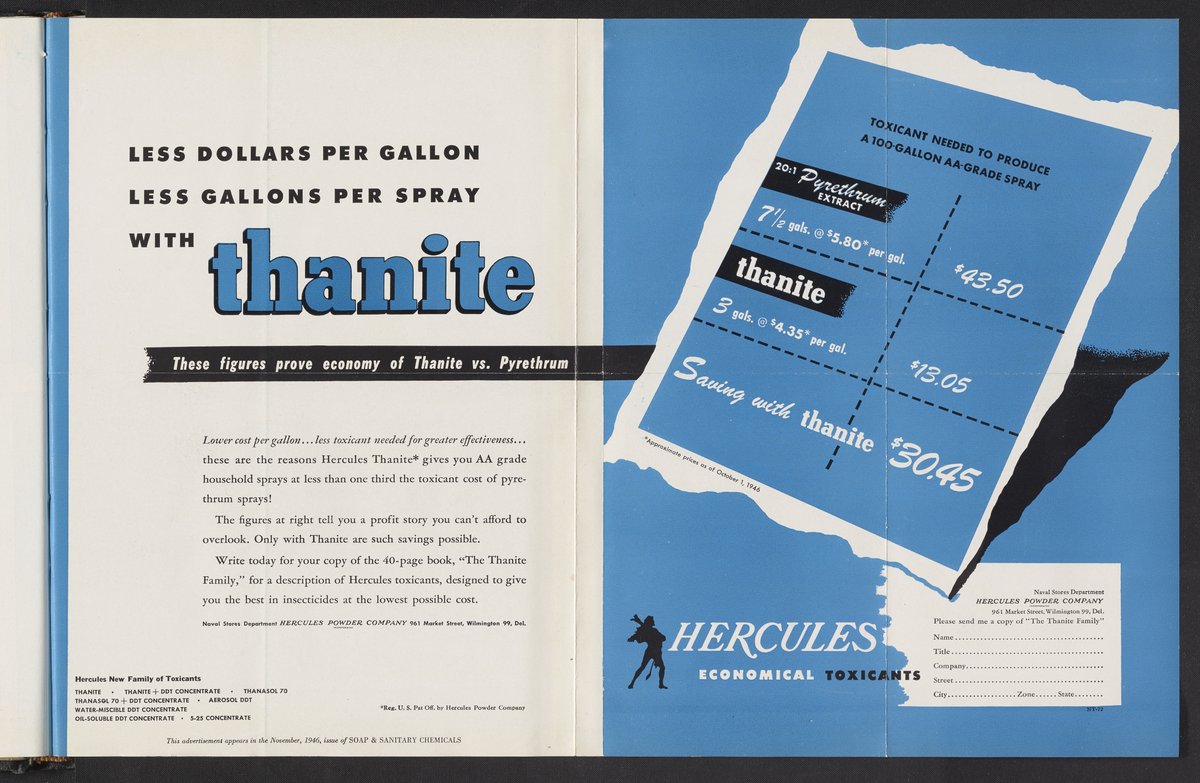 LESS DOLLARS PER GALLON
LESS GALLONS PER SPRAY
WITH thanite
These figures prove economy of Thanite vs. Pyrethrum
Lower cost per gallon...less toxicant needed for greater effectiveness...
these are the reasons Hercules Thanite* gives you AA grade
household sprays at less than one third the toxicant cost of pyre-
thrum sprays!
The figures at right tell you a profit story you can't afford to
overlook. Only with Thanite are such savings possible.
Write today for your copy of the 40-page book, "The Thanite
Family," for a description of Hercules toxicants, designed to give
you the best in insecticides at the lowest possible cost.
Naval Stores Department HERCULES POWDER COMPANY 961 Market Street, Wilmington 99, Del.
Hercules New Family of Toxicants
THANITE • THANITE + DDT CONCENTRATE • THANASOL 70
THANASOL 70 + DDT CONCENTRATE • AEROSOL DDT
WATER-MISCIBLE DDT CONCENTRATE
OIL-SOLUBLE DDT CONCENTRATE • 5-25 CONCENTRATE
*Reg. U. S. Pat Off. by Hercules Powder Company
This advertisement appears in the November, 1946, issue of SOAP & SANITARY CHEMICALS
TOXICANT NEEDED TO PRODUCE
A 100-GALLON AA-GRADE SPRAY
20:1 Pyrethrum
EXTRACT
7 1/2 gals. @ $5.80* per gal.
$43.50
thanite
3 gals. @ $4.35* per gal.
$13.05
Saving with thanite $30.45
*Approximate prices as of October 1, 1946
HERCULES
ECONOMICAL TOXICANTS
Naval Stores Department
HERCULES POWDER COMPANY
961 Market Street, Wilmington 99, Del.
Please send me a copy of "The Thanite Family"
Name
Title
Company
Street
City Zone State
NT-72